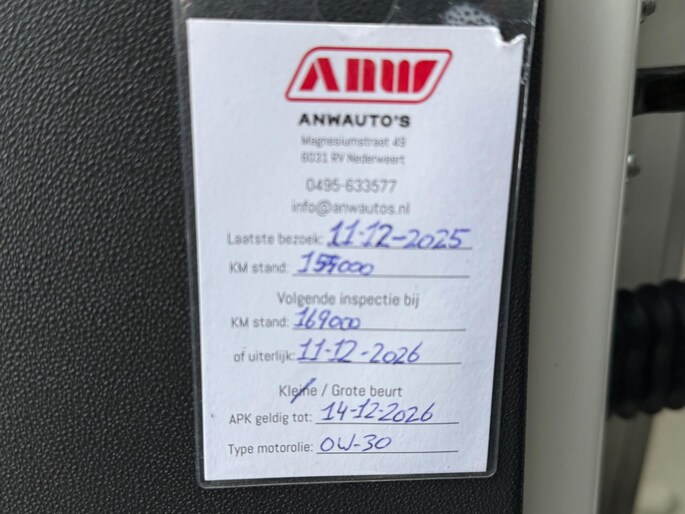 ANW
ANWAUTO'S
Magnesiumstraat 49
6031 RV Nederweert
0495-633577
info@anwautos.nl
Laatste bezoek: 11-12-2025
KM stand:
Volgende inspectie bij
KM stand: 169000
of uiterlijk: 11-12-2026
Kleine / Grote beurt
APK geldig tot: 14-12-2026
Type motorolie: 0W-30